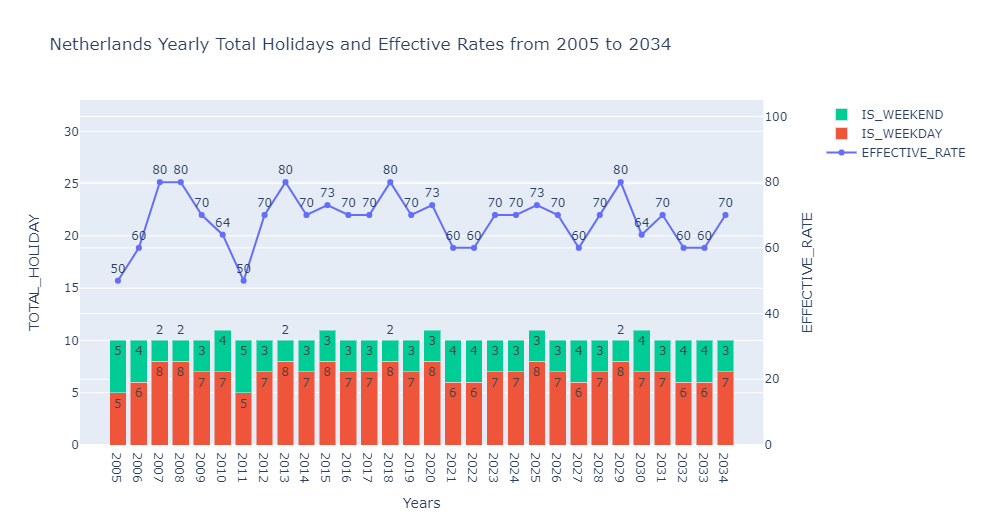 Netherlands Yearly Total Holidays and Effective Rates from 2005 to 2034
IS_WEEKEND
IS_WEEKDAY
EFFECTIVE_RATE
TOTAL_HOLIDAY
30
25
20
15
10
5
0
50 60 80 80 70 64 50 70 80 70 73 70 70 80 70 73 60 60 70 70 73 70 60 70 80 64 70 60 60 70
5 4 2 2 3 4 5 3 2 3 3 3 3 2 3 3 4 4 3 3 3 3 4 3 2 4 3 4 4 3
5 6 8 8 7 7 5 7 8 7 8 7 7 8 7 8 6 6 7 7 8 7 6 7 8 7 7 6 6 7
100
80
60
40
20
0
EFFECTIVE_RATE
2005 2006 2007 2008 2009 2010 2011 2012 2013 2014 2015 2016 2017 2018 2019 2020 2021 2022 2023 2024 2025 2026 2027 2028 2029 2030 2031 2032 2033 2034
Years